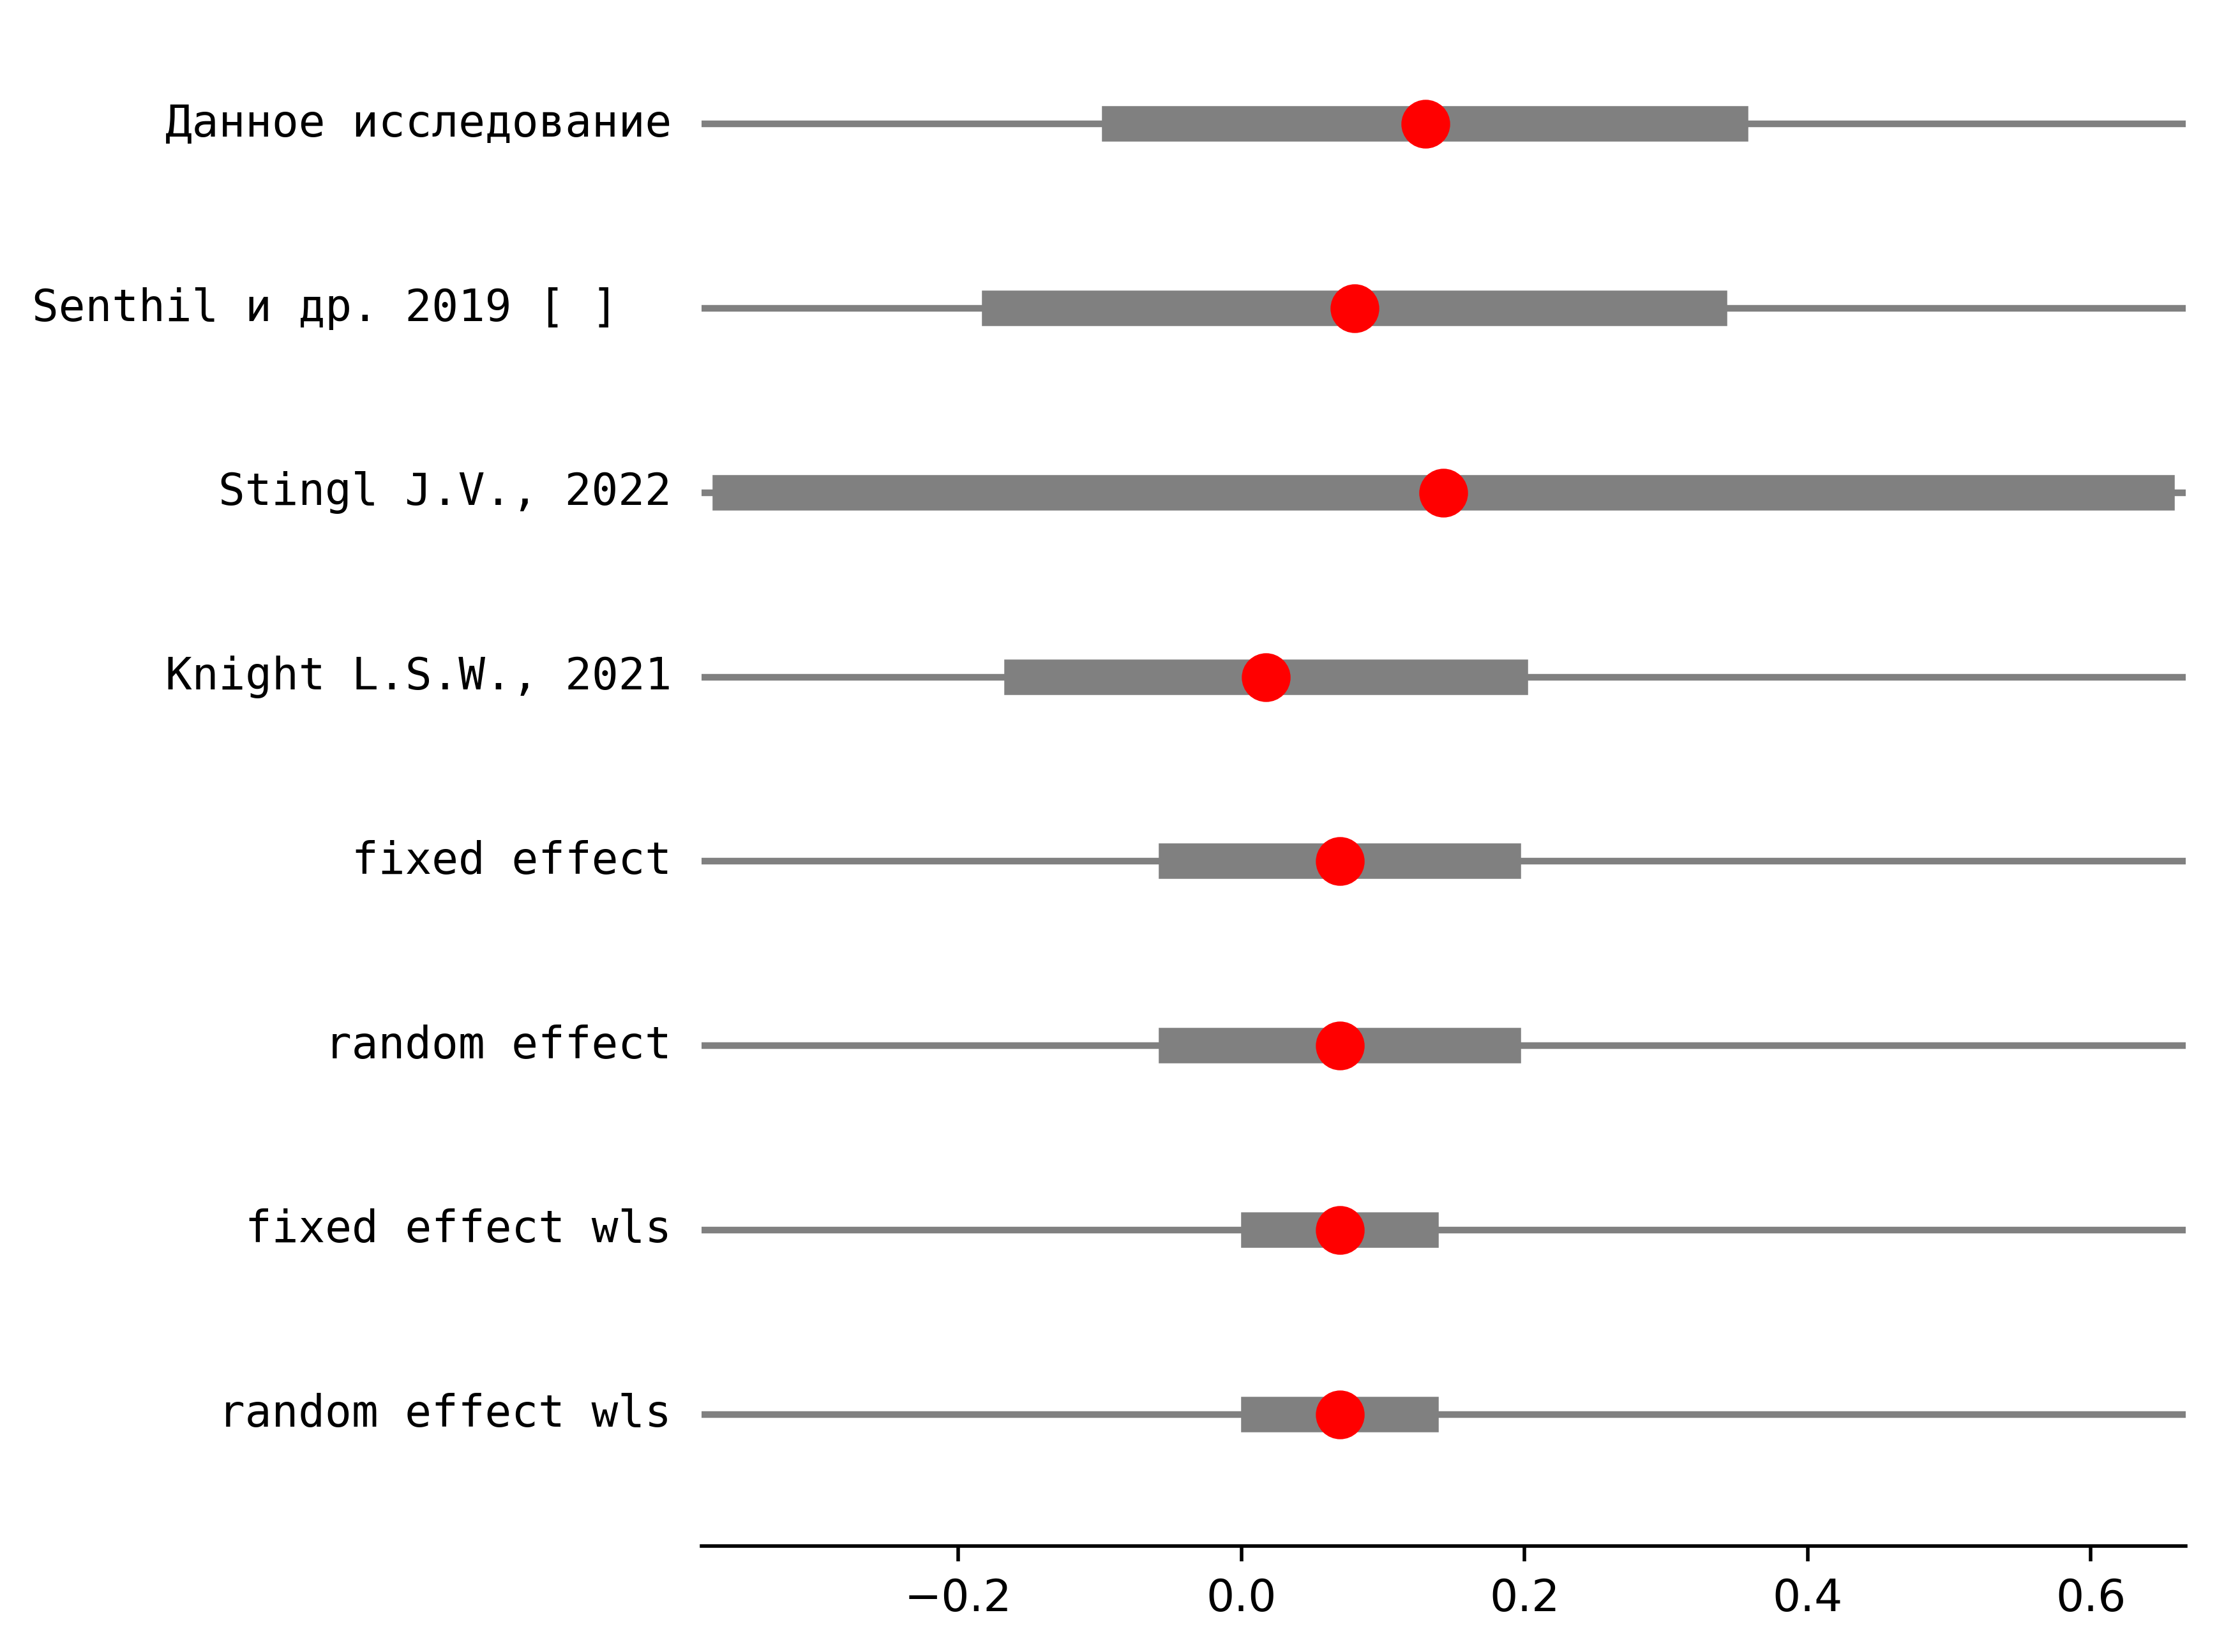 Данное исследование
Senthil и др. 2019 [ ]
Stingl J.V., 2022
Knight L.S.W., 2021
fixed effect
random effect
fixed effect wls
random effect wls
−0.2 0.0 0.2 0.4 0.6